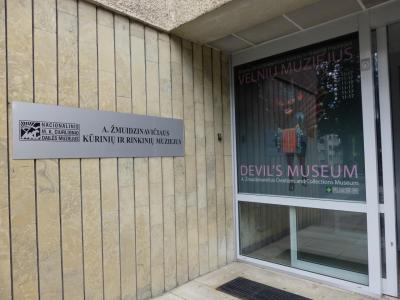 NACIONALINIS
M. K. ČIURLIONIO
DAILĖS MUZIEJUS
A. ŽMUIDZINAVIČIAUS
KŪRINIŲ IR RINKINIŲ MUZIEJUS
VELNIŲ MUZIEJUS
DEVIL'S MUSEUM
A. Žmuidzinavičius Creations and Collections Museum